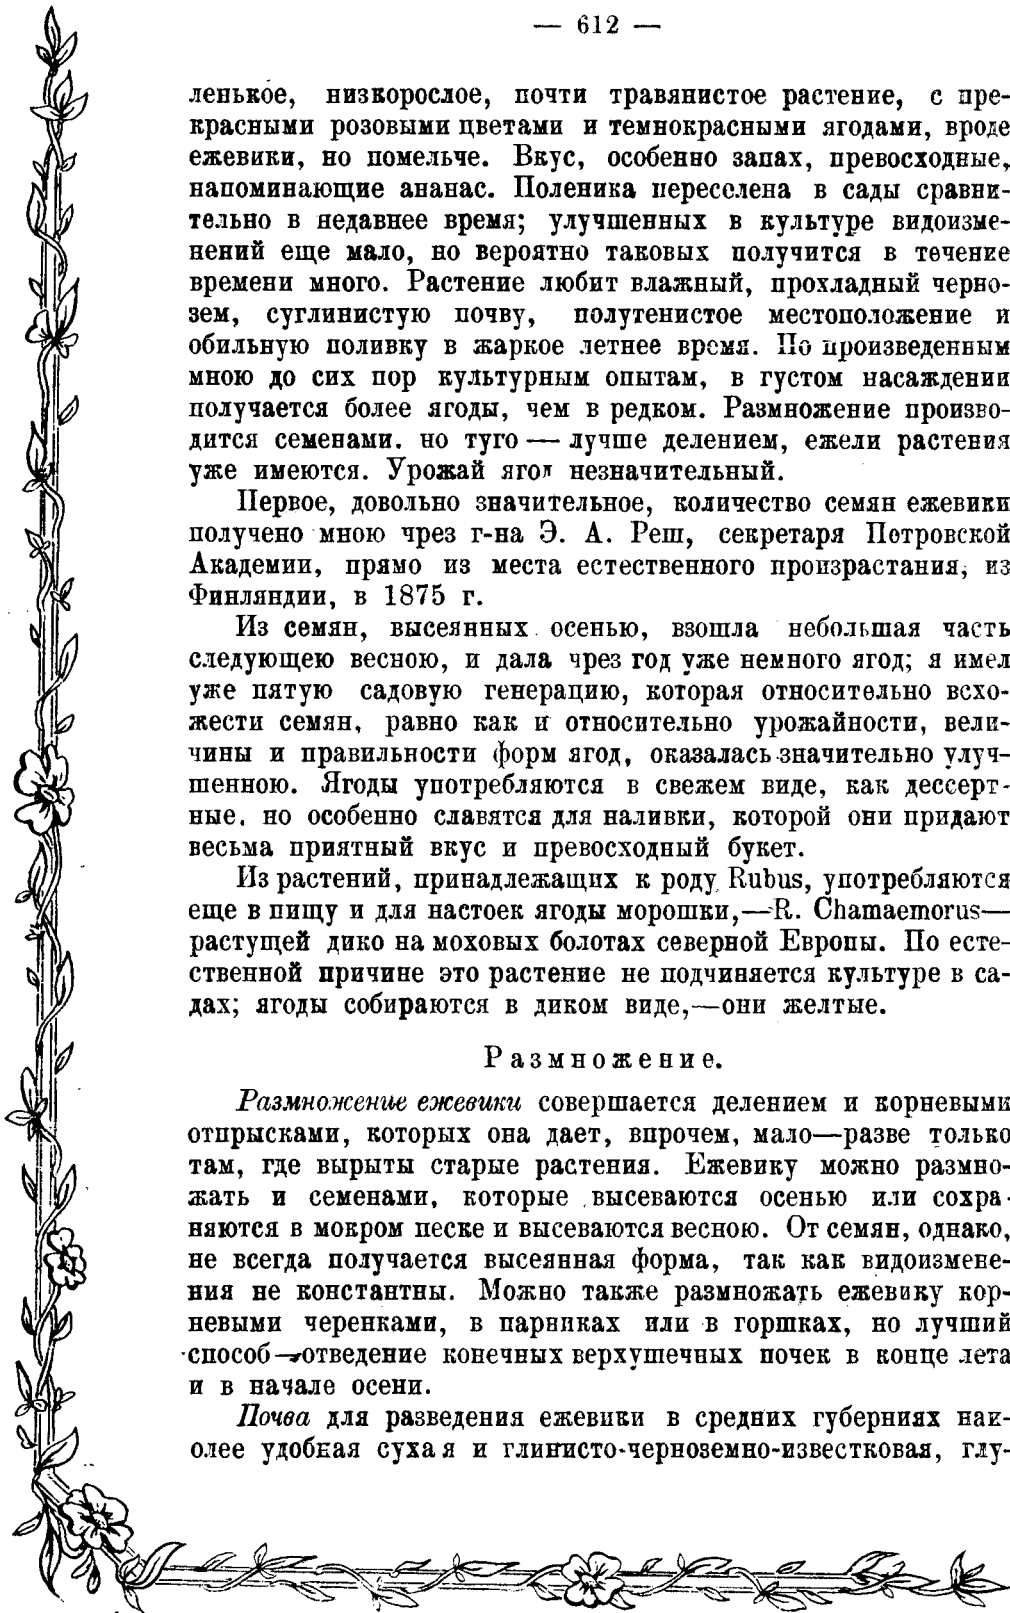 — 612 —
ленькое, низкорослое, почти травянистое растение, с пре-
красными розовыми цветами и темнокрасными ягодами, вроде
ежевики, но помельче. Вкус, особенно запах, превосходные,
напоминающие ананас. Поленика переселена в сады сравни-
тельно в недавнее время; улучшенных в культуре видоизме-
нений еще мало, но вероятно таковых получится в течение
времени много. Растение любит влажный, прохладный черно-
зем, суглинистую почву, полутенистое местоположение и
обильную поливку в жаркое летнее время. По произведенным
мною до сих пор культурным опытам, в густом насаждении
получается более ягоды, чем в редком. Размножение произво-
дится семенами. но туго — лучше делением, ежели растения
уже имеются. Урожай ягод незначительный.
Первое, довольно значительное, количество семян ежевики
получено мною чрез г-на Э. А. Реш, секретаря Петровской
Академии, прямо из места естественного произрастания, из
Финляндии, в 1875 г.
Из семян, высеянных осенью, взошла небольшая часть
следующею весною, и дала чрез год уже немного ягод; я имел
уже пятую садовую генерацию, которая относительно всхо-
жести семян, равно как и относительно урожайности, вели-
чины и правильности форм ягод, оказалась значительно улуч-
шенною. Ягоды употребляются в свежем виде, как дессерт-
ные. но особенно славятся для наливки, которой они придают
весьма приятный вкус и превосходный букет.
Из растений, принадлежащих к роду Rubus, употребляются
еще в пищу и для настоек ягоды морошки,—R. Chamaemorus—
растущей дико на моховых болотах северной Европы. По есте-
ственной причине это растение не подчиняется культуре в са-
дах; ягоды собираются в диком виде,—они желтые.
Размножение.
Размножение ежевики совершается делением и корневыми
отпрысками, которых она дает, впрочем, мало—разве только
там, где вырыты старые растения. Ежевику можно размно-
жать и семенами, которые высеваются осенью или сохра-
няются в мокром песке и высеваются весною. От семян, однако,
не всегда получается высеянная форма, так как видоизмене-
ния не константны. Можно также размножать ежевику кор-
невыми черенками, в парниках или в горшках, но лучший
способ—отведение конечных верхушечных почек в конце лета
и в начале осени.
Почва для разведения ежевики в средних губерниях наи-
олее удобная сухая и глинисто-черноземно-известковая, глу-